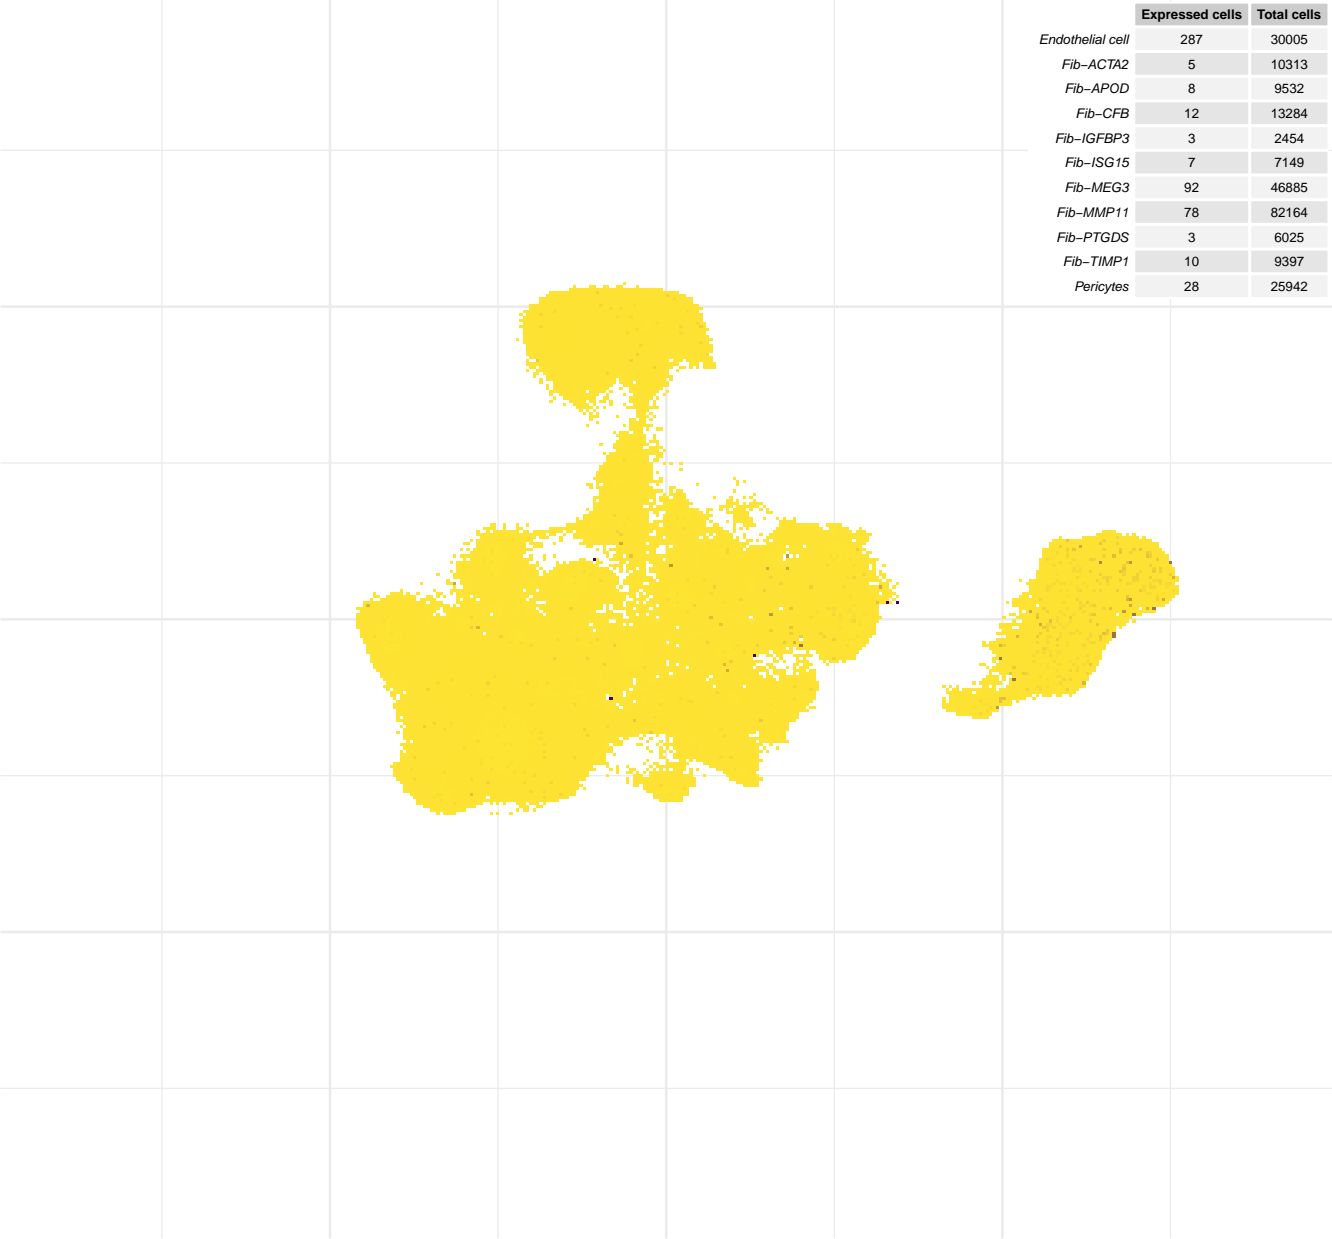 Expressed cells Total cells
Endothelial cell 287 30005
Fib−ACTA2 5 10313
Fib−APOD 8 9532
Fib−CFB 12 13284
Fib−IGFBP3 3 2454
Fib−ISG15 7 7149
Fib−MEG3 92 46885
Fib−MMP11 78 82164
Fib−PTGDS 3 6025
Fib−TIMP1 10 9397
Pericytes 28 25942